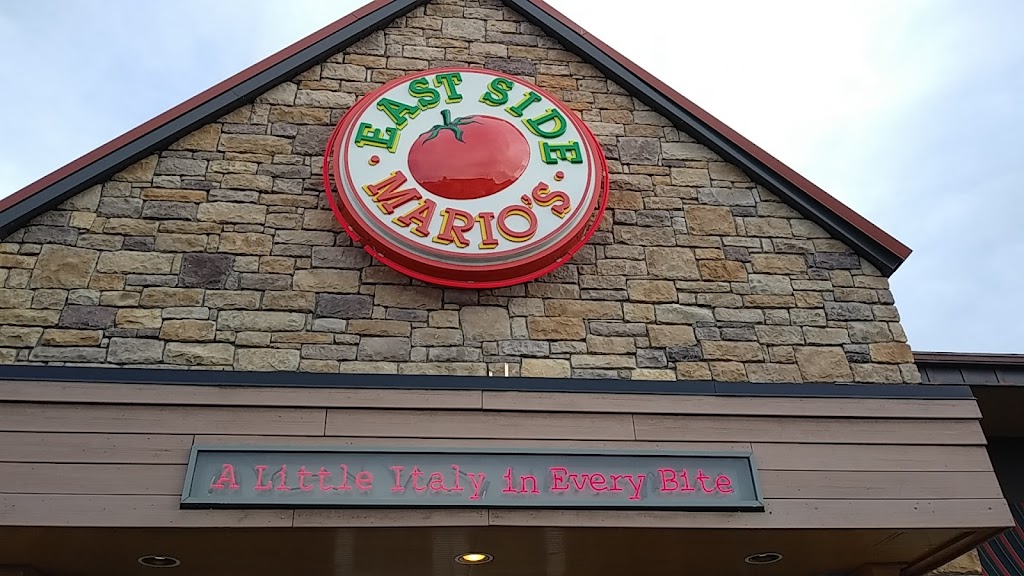 EAST SIDE
MARIO'S
A Little Italy in Every Bite